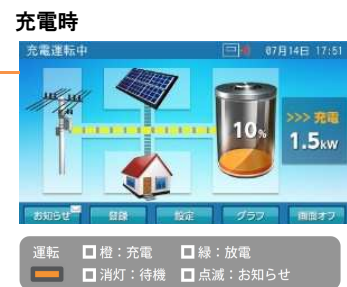 充電時
充電運転中
07月14日 17:51
10%
>>> 充電
1.5kw
お知らせ 登録 設定 グラフ 画面オフ
運転 橙:充電 緑:放電
消灯:待機 点滅:お知らせ